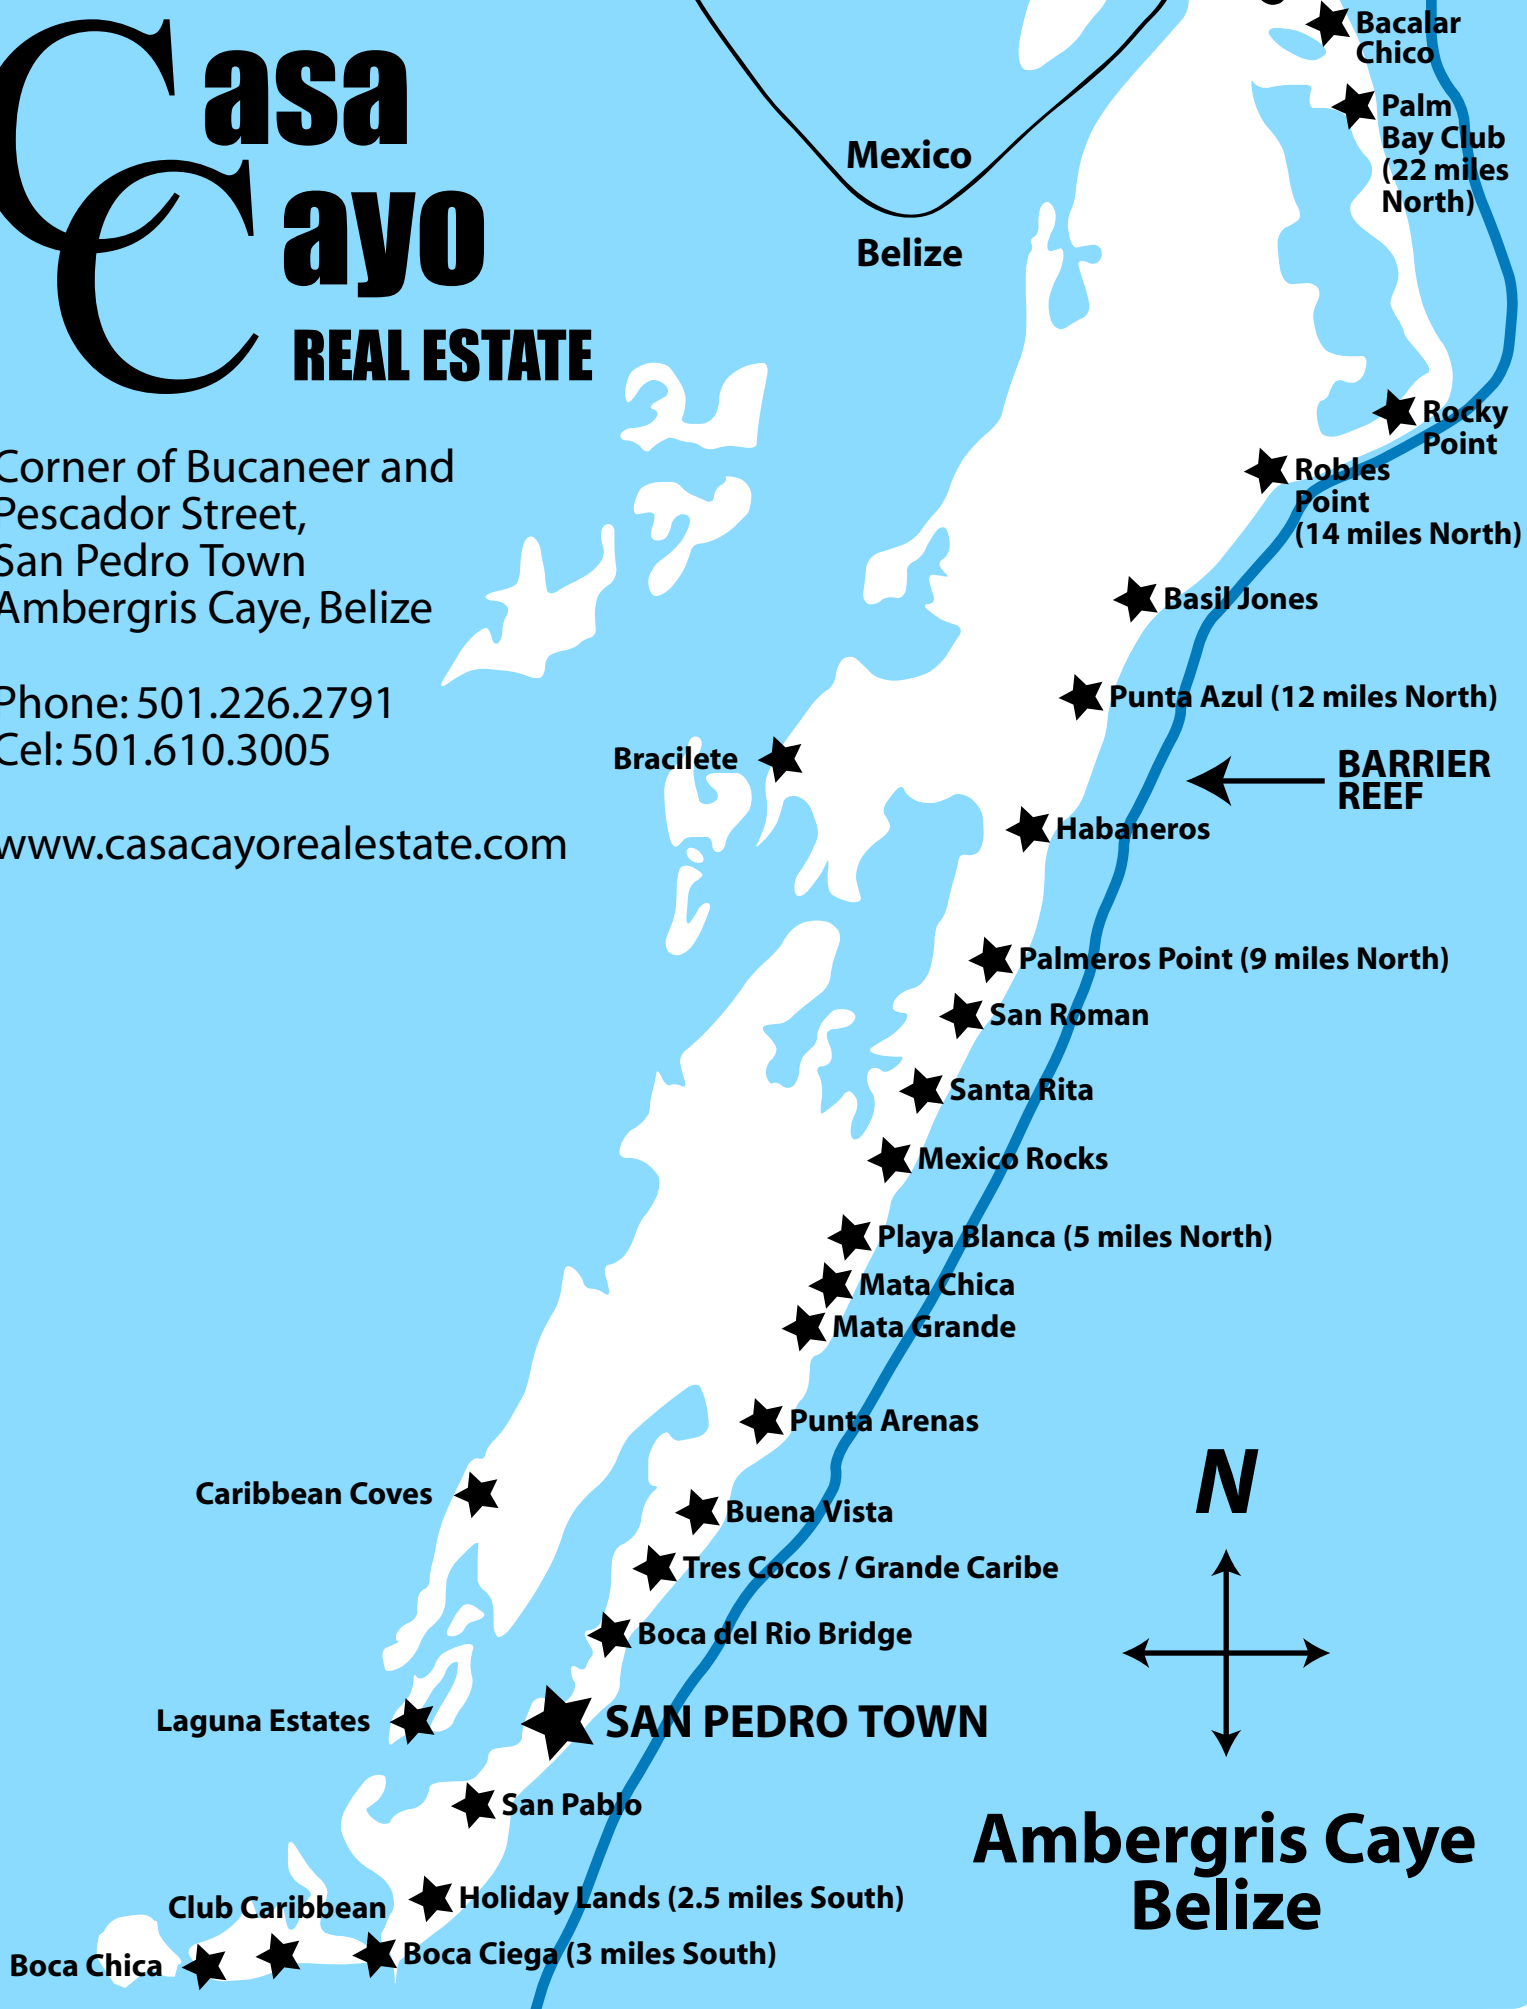 Casa
Cayo
REAL ESTATE
Corner of Bucaneer and
Pescador Street,
San Pedro Town
Ambergris Caye, Belize
Phone: 501.226.2791
Cel: 501.610.3005
www.casacayorealestate.com
Mexico
Belize
Bacalar
Chico
Palm
Bay Club
(22 miles
North)
Rocky
Point
Robles
Point
(14 miles North)
Basil Jones
Punta Azul (12 miles North)
Bracilete
BARRIER
REEF
Habaneros
Palmeros Point (9 miles North)
San Roman
Santa Rita
Mexico Rocks
Playa Blanca (5 miles North)
Mata Chica
Mata Grande
Punta Arenas
Caribbean Coves
Buena Vista
Tres Cocos / Grande Caribe
Boca del Rio Bridge
Laguna Estates
SAN PEDRO TOWN
San Pablo
Club Caribbean
Holiday Lands (2.5 miles South)
Boca Chica
Boca Ciega (3 miles South)
N
Ambergris Caye
Belize